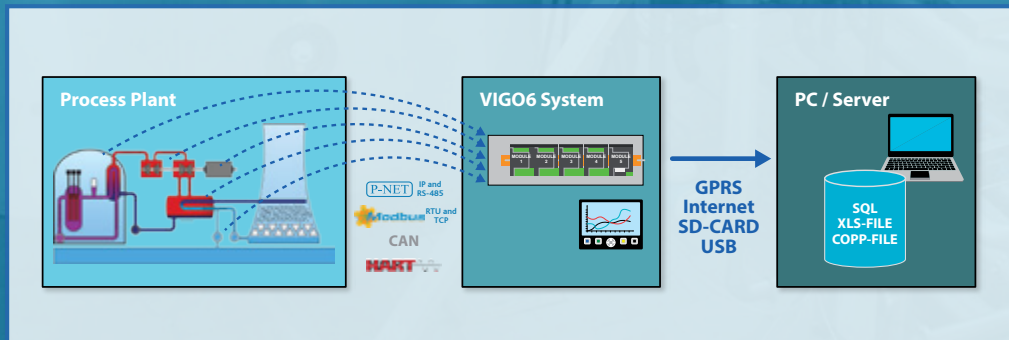 Process Plant
P-NET
IP and
RS-485
Modbus
RTU and
TCP
CAN
HART
VIGO6 System
MODULE
1
MODULE
2
MODULE
3
MODULE
4
MODULE
5
GPRS
Internet
SD-CARD
USB
PC / Server
SQL
XLS-FILE
COPP-FILE